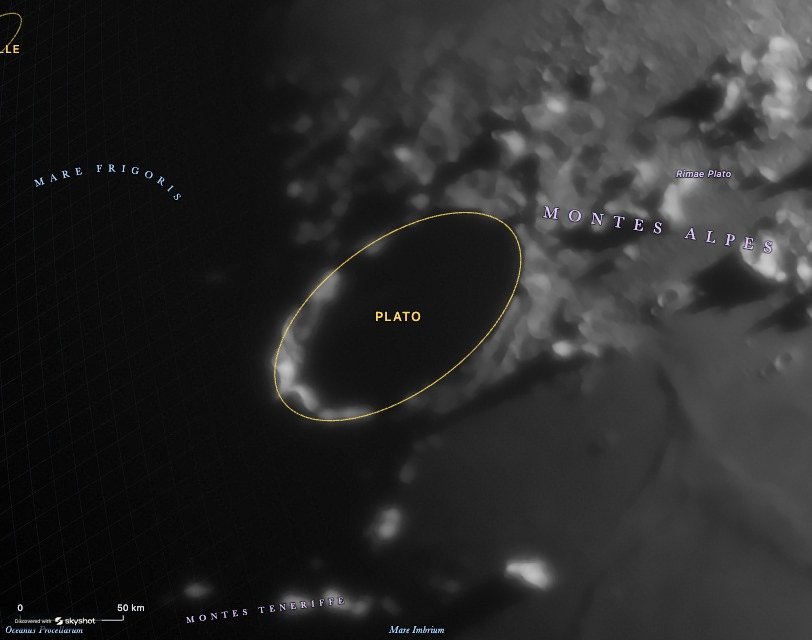 LLE
MARE FRIGORIS
Rimae Plato
MONTES ALPES
PLATO
0 50 km
Discovered with skyshot
MONTES TENERIFFE
Oceanus Procellarum
Mare Imbrium